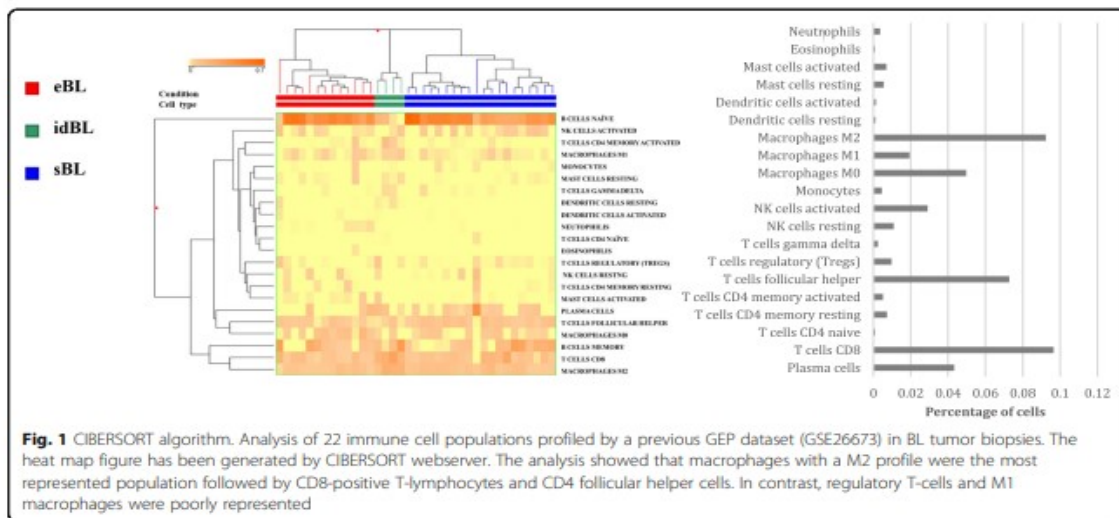 0
0.7
Condition
Cell type
eBL
idBL
sBL
B CELLS NAÏVE
NK CELLS ACTIVATED
T CELLS CD4 MEMORY ACTIVATED
MACROPHAGES M1
MONOCYTES
MAST CELLS RESTING
T CELLS GAMMA DELTA
DENDRITIC CELLS RESTING
DENDRITIC CELLS ACTIVATED
NEUTOPHILIS
T CELLS CD4 NAÏVE
EOSINOPHILIS
T CELLS REGULATORY (TREGS)
NK CELLS RESTNG
T CELLS CD4 MEMORY RESTING
MAST CELLS ACTIVATED
PLASMA CELLS
T CELLS FOLLICULAR HELPER
MACROPHAGES M0
B CELLS MEMORY
T CELLS CD8
MACROPHAGES M2
Neutrophils
Eosinophils
Mast cells activated
Mast cells resting
Dendritic cells activated
Dendritic cells resting
Macrophages M2
Macrophages M1
Macrophages M0
Monocytes
NK cells activated
NK cells resting
T cells gamma delta
T cells regulatory (Tregs)
T cells follicular helper
T cells CD4 memory activated
T cells CD4 memory resting
T cells CD4 naive
T cells CD8
Plasma cells
0 0.02 0.04 0.06 0.08 0.1 0.12
Percentage of cells
Fig. 1 CIBERSORT algorithm. Analysis of 22 immune cell populations profiled by a previous GEP dataset (GSE26673) in BL tumor biopsies. The
heat map figure has been generated by CIBERSORT webserver. The analysis showed that macrophages with a M2 profile were the most
represented population followed by CD8-positive T-lymphocytes and CD4 follicular helper cells. In contrast, regulatory T-cells and M1
macrophages were poorly represented